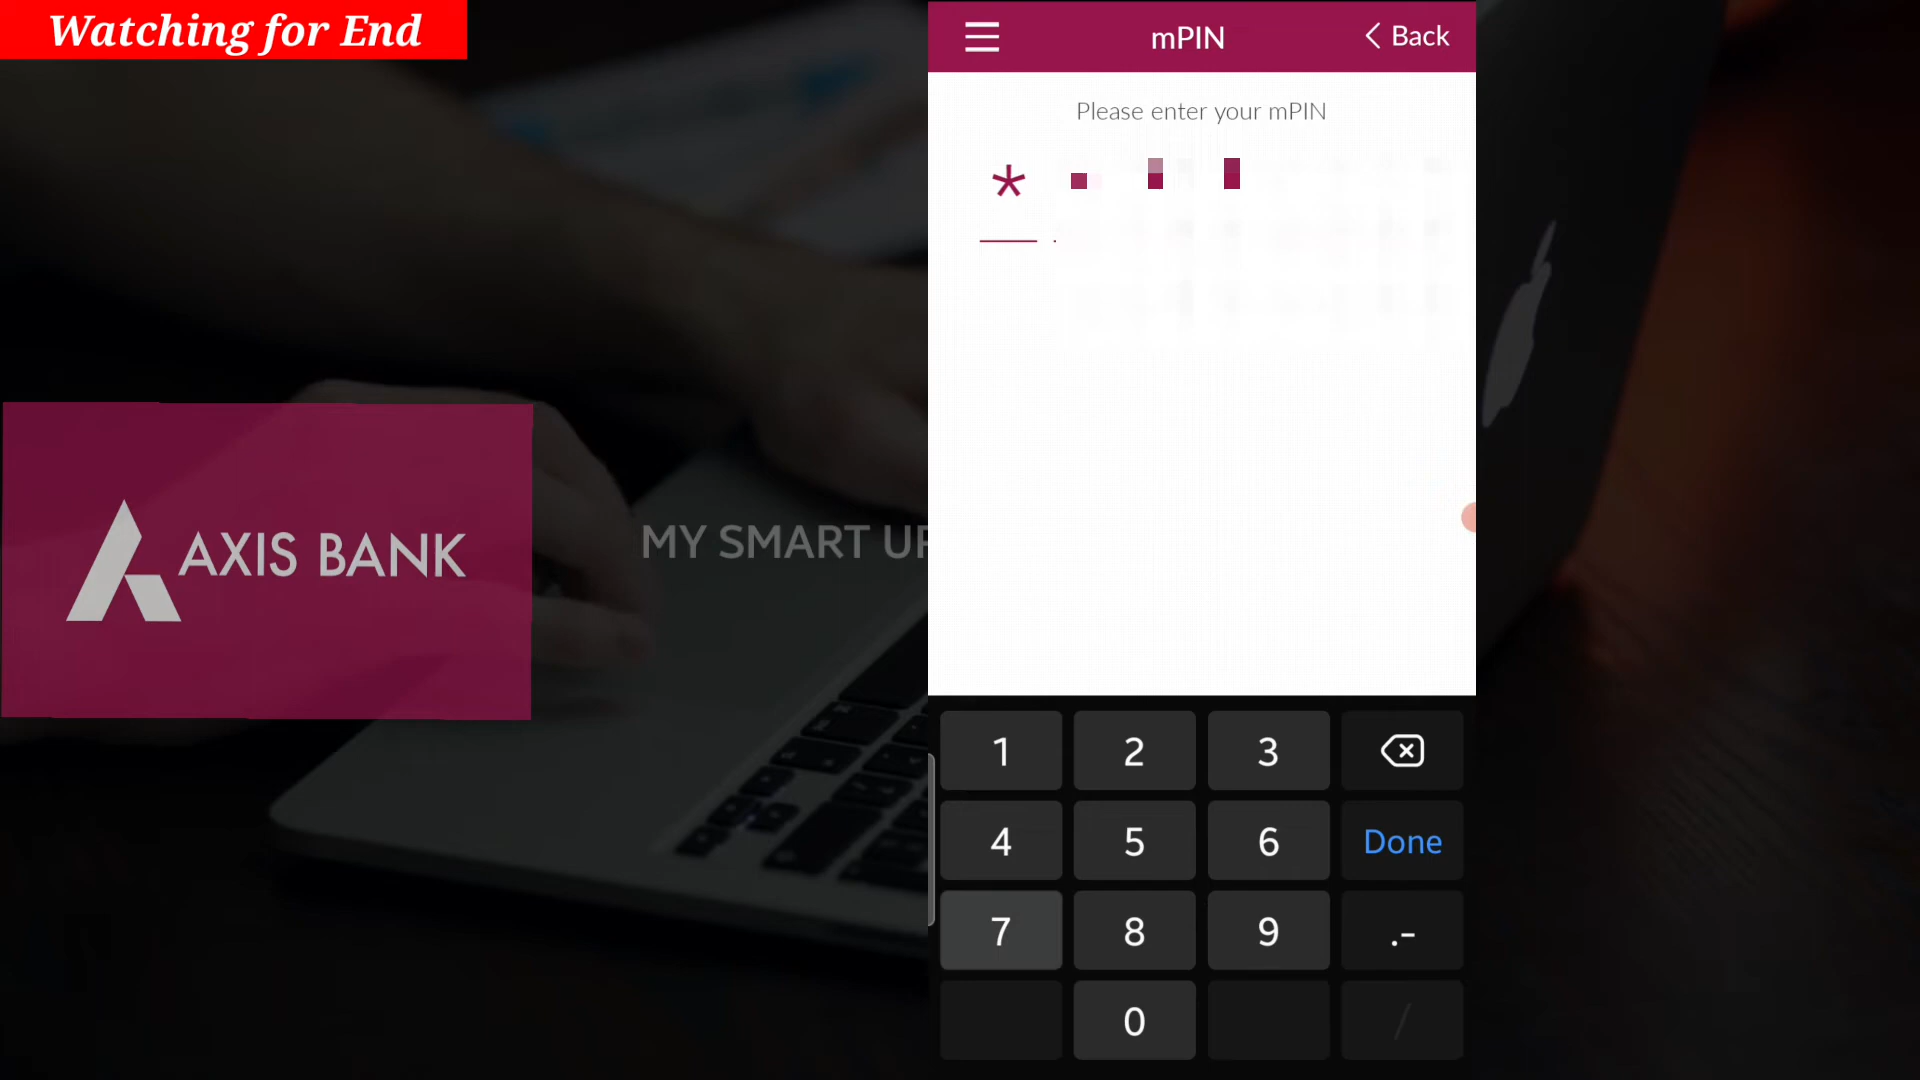 Watching for End
mPIN
Back
Please enter your mPIN
*
AXIS BANK
MY SMART
1 2 3
4 5 6 Done
7 8 9 .-
0 /